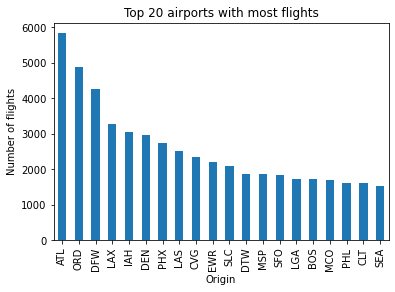 Top 20 airports with most flights
Number of flights
6000
5000
4000
3000
2000
1000
0
ATL
ORD
DFW
LAX
IAH
DEN
PHX
LAS
CVG
EWR
SLC
DTW
MSP
SFO
LGA
BOS
MCO
PHL
CLT
SEA
Origin